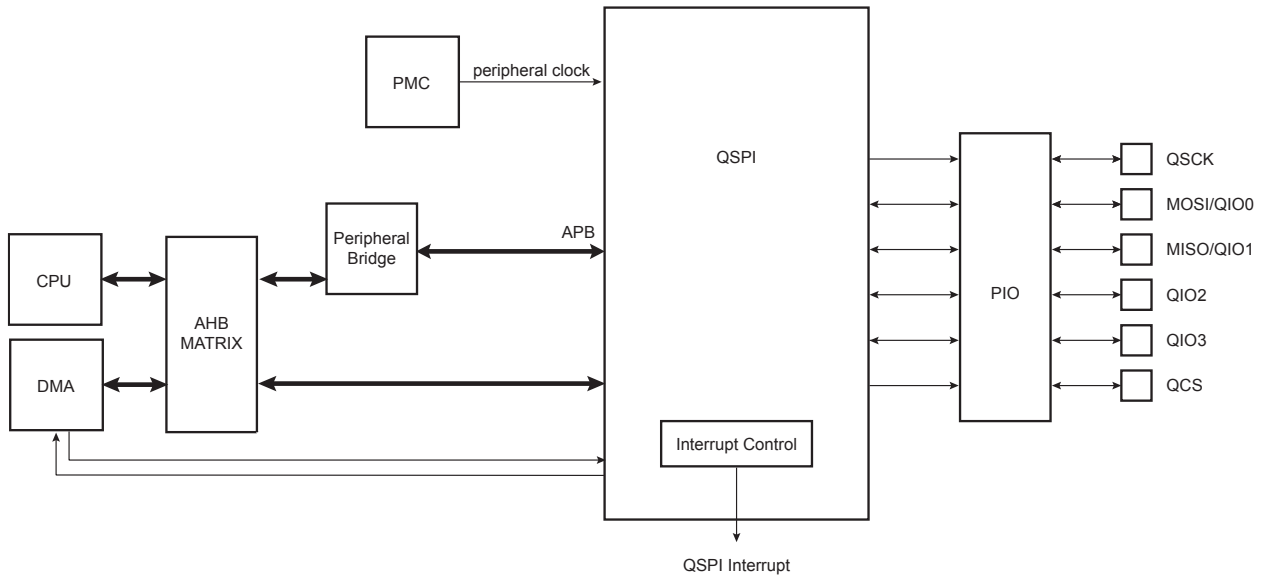 peripheral clock
PMC
QSPI
QSCK
MOSI/QIO0
Peripheral
Bridge
APB
MISO/QIO1
CPU
PIO
QIO2
AHB
MATRIX
QIO3
DMA
QCS
Interrupt Control
QSPI Interrupt